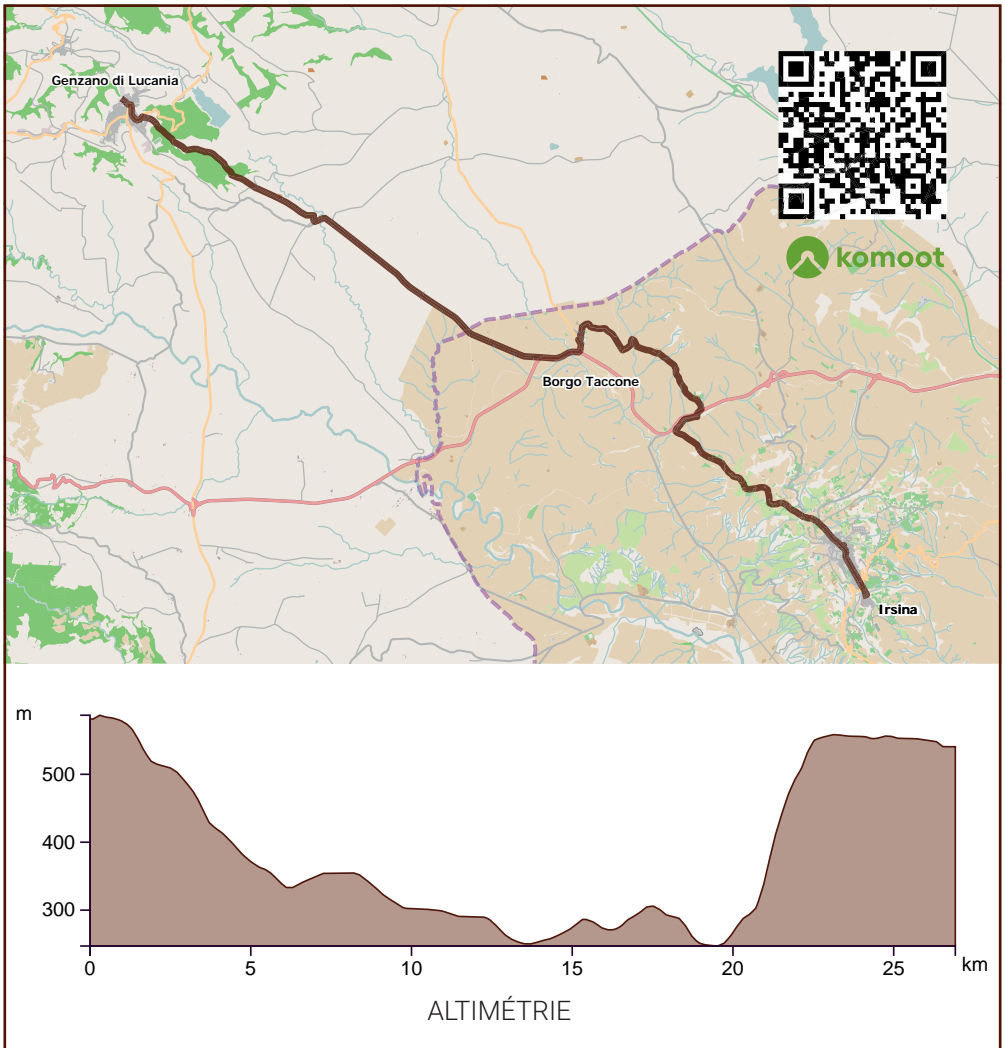 Genzano di Lucania
komoot
Borgo Taccone
Irsina
m
500
400
300
0 5 10 15 20 25 km
ALTIMÉTRIE